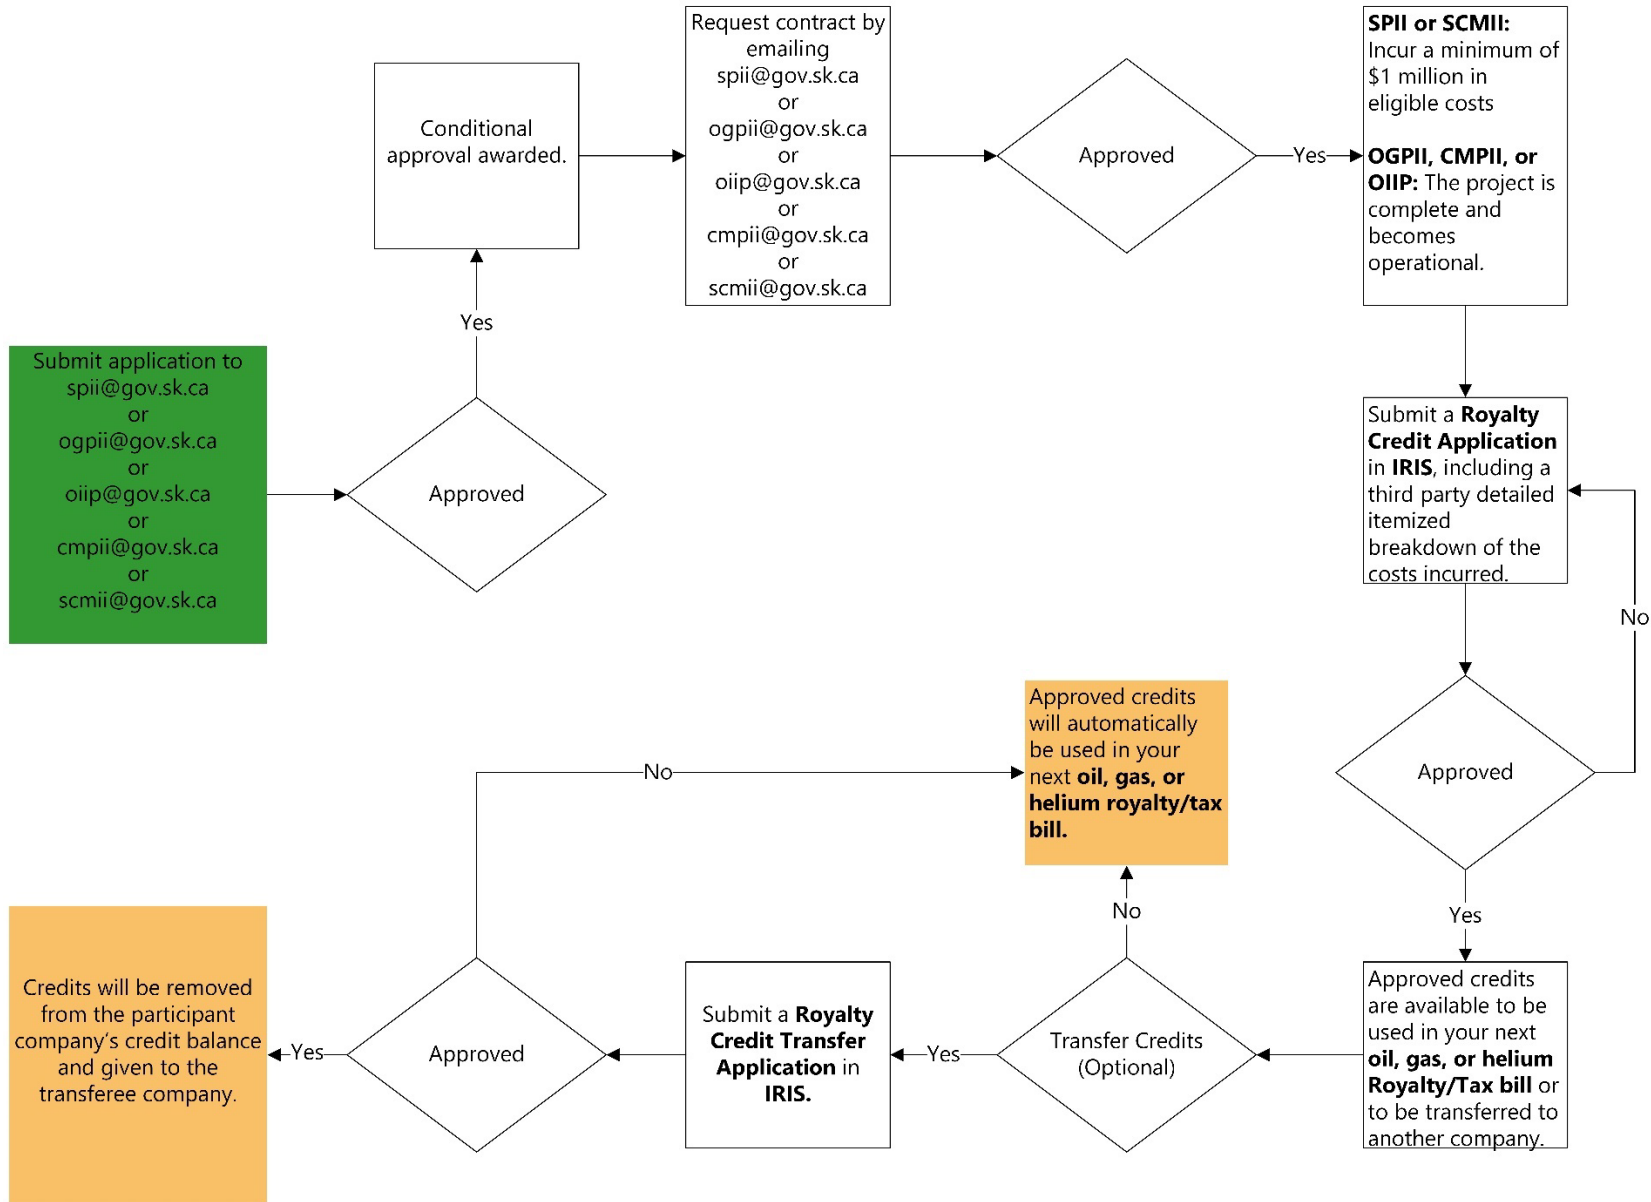 Submit application to
spii@gov.sk.ca
or
ogpii@gov.sk.ca
or
oiip@gov.sk.ca
or
cmpii@gov.sk.ca
or
scmii@gov.sk.ca
Approved
Yes
Conditional
approval awarded.
Request contract by
emailing
spii@gov.sk.ca
or
ogpii@gov.sk.ca
or
oiip@gov.sk.ca
or
cmpii@gov.sk.ca
or
scmii@gov.sk.ca
Approved
Yes
SPII or SCMII:
Incur a minimum of
$1 million in
eligible costs
OGPII, CMPII, or
OIIP: The project is
complete and
becomes
operational.
Submit a Royalty
Credit Application
in IRIS, including a
third party detailed
itemized
breakdown of the
costs incurred.
No
Approved
Yes
Approved credits
are available to be
used in your next
oil, gas, or helium
Royalty/Tax bill or
to be transferred to
another company.
Transfer Credits
(Optional)
No
Approved credits
will automatically
be used in your
next oil, gas, or
helium royalty/tax
bill.
Yes
Submit a Royalty
Credit Transfer
Application in
IRIS.
Approved
No
Yes
Credits will be removed
from the participant
company's credit balance
and given to the
transferee company.